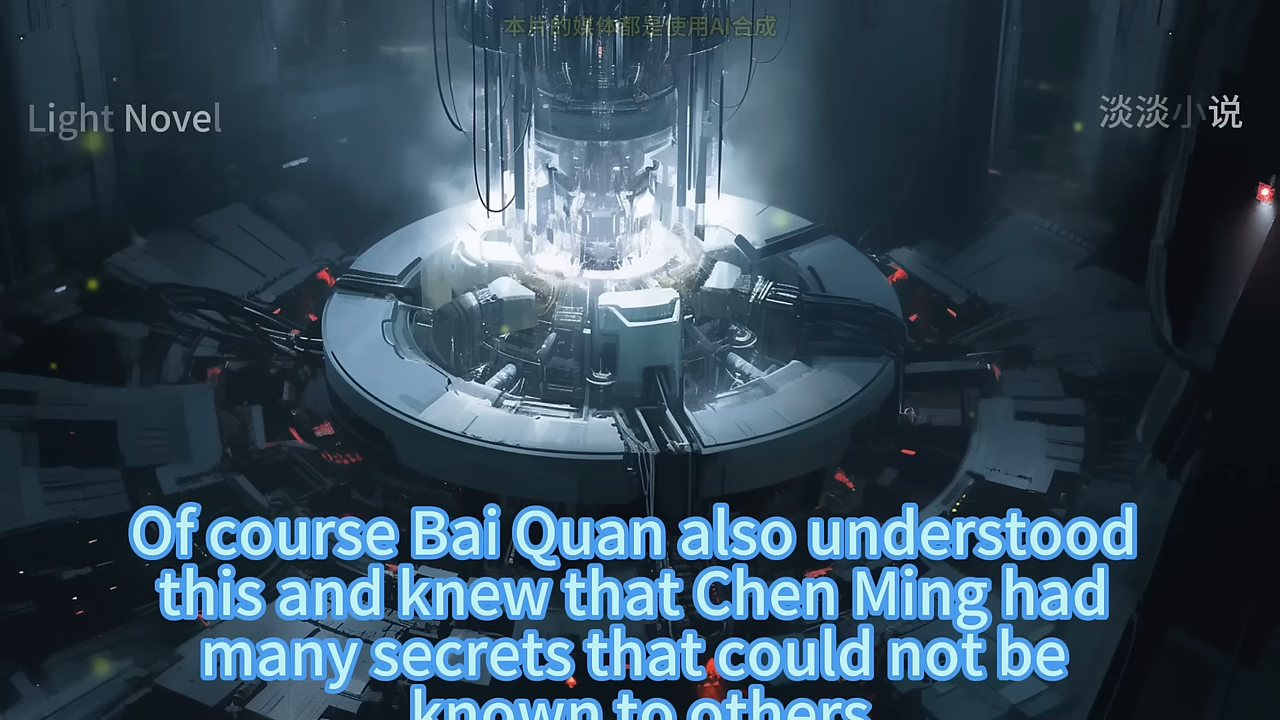 本片的媒体都是使用AI合成
Light Novel
淡淡小说
Of course Bai Quan also understood
this and knew that Chen Ming had
many secrets that could not be
known to others